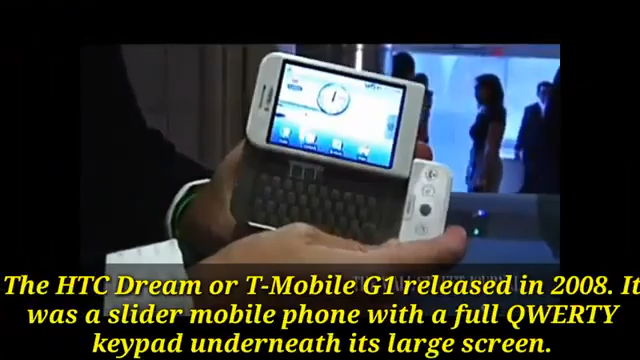 The HTC Dream or T-Mobile G1 released in 2008. It
was a slider mobile phone with a full QWERTY
keypad underneath its large screen.